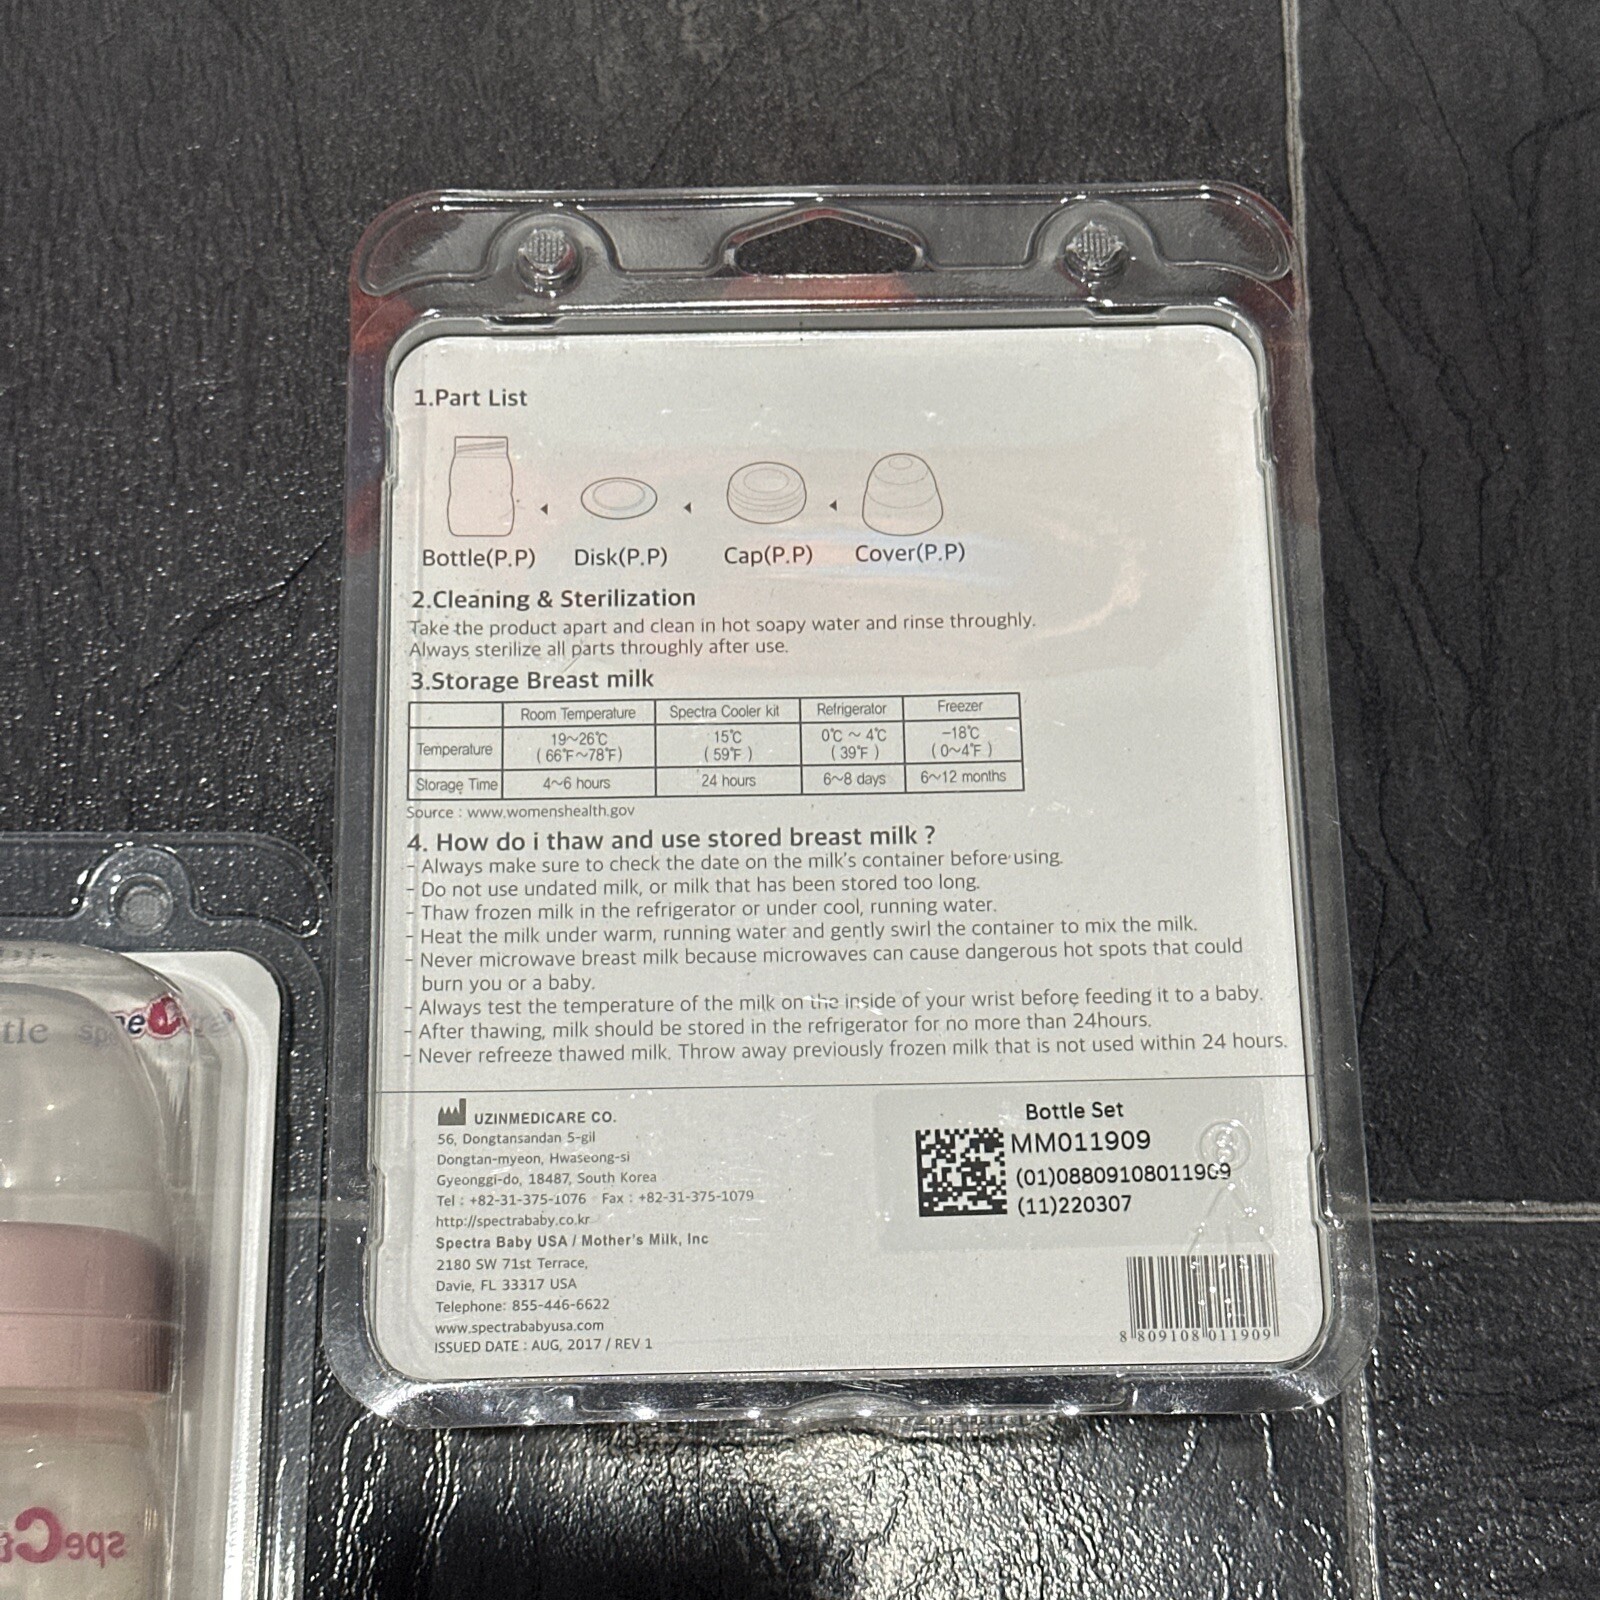 1.Part List
Bottle(P.P) Disk(P.P) Cap(P.P) Cover(P.P)
2.Cleaning & Sterilization
Take the product apart and clean in hot soapy water and rinse throughly.
Always sterilize all parts throughly after use.
3.Storage Breast milk
Room Temperature Spectra Cooler kit Refrigerator Freezer
Temperature 19~26℃ (66℉~78℉) 15℃ (59℉) 0℃ ~ 4℃ (39℉) -18℃ (0~4℉)
Storage Time 4~6 hours 24 hours 6~8 days 6~12 months
Source : www.womenshealth.gov
4. How do i thaw and use stored breast milk ?
- Always make sure to check the date on the milk's container before using.
- Do not use undated milk, or milk that has been stored too long.
- Thaw frozen milk in the refrigerator or under cool, running water.
- Heat the milk under warm, running water and gently swirl the container to mix the milk.
- Never microwave breast milk because microwaves can cause dangerous hot spots that could
burn you or a baby.
- Always test the temperature of the milk on the inside of your wrist before feeding it to a baby.
- After thawing, milk should be stored in the refrigerator for no more than 24hours.
- Never refreeze thawed milk. Throw away previously frozen milk that is not used within 24 hours.
UZINMEDICARE CO.
56, Dongtansandan 5-gil
Dongtan-myeon, Hwaseong-si
Gyeonggi-do, 18487, South Korea
Tel : +82-31-375-1076 Fax : +82-31-375-1079
http://spectrababy.co.kr
Spectra Baby USA / Mother's Milk, Inc
2180 SW 71st Terrace,
Davie, FL 33317 USA
Telephone: 855-446-6622
www.spectrababyusa.com
ISSUED DATE : AUG, 2017 / REV 1
Bottle Set
MM011909
(01)08809108011909
(11)220307
8 809108 011909
tle
spe